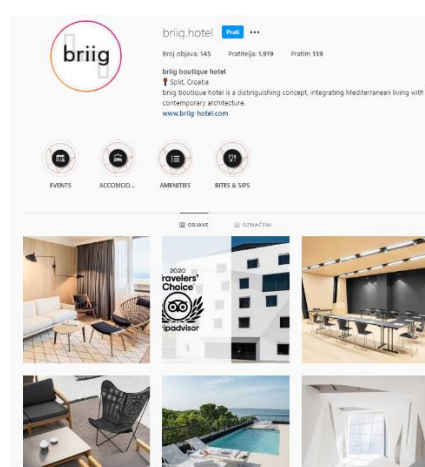 briig
briig.hotel Prati •••
Broj objava: 145 Pratitelja: 1,919 Pratim 139
briig boutique hotel
Split, Croatia
briig boutique hotel is a distinguishing concept, integrating Mediterranean living with
contemporary architecture.
www.briig-hotel.com
EVENTS ACCOMOD... AMENITIES BITES & SIPS
OBJAVE OZNAČENI
2020
ravelers'
Choice
ripadvisor